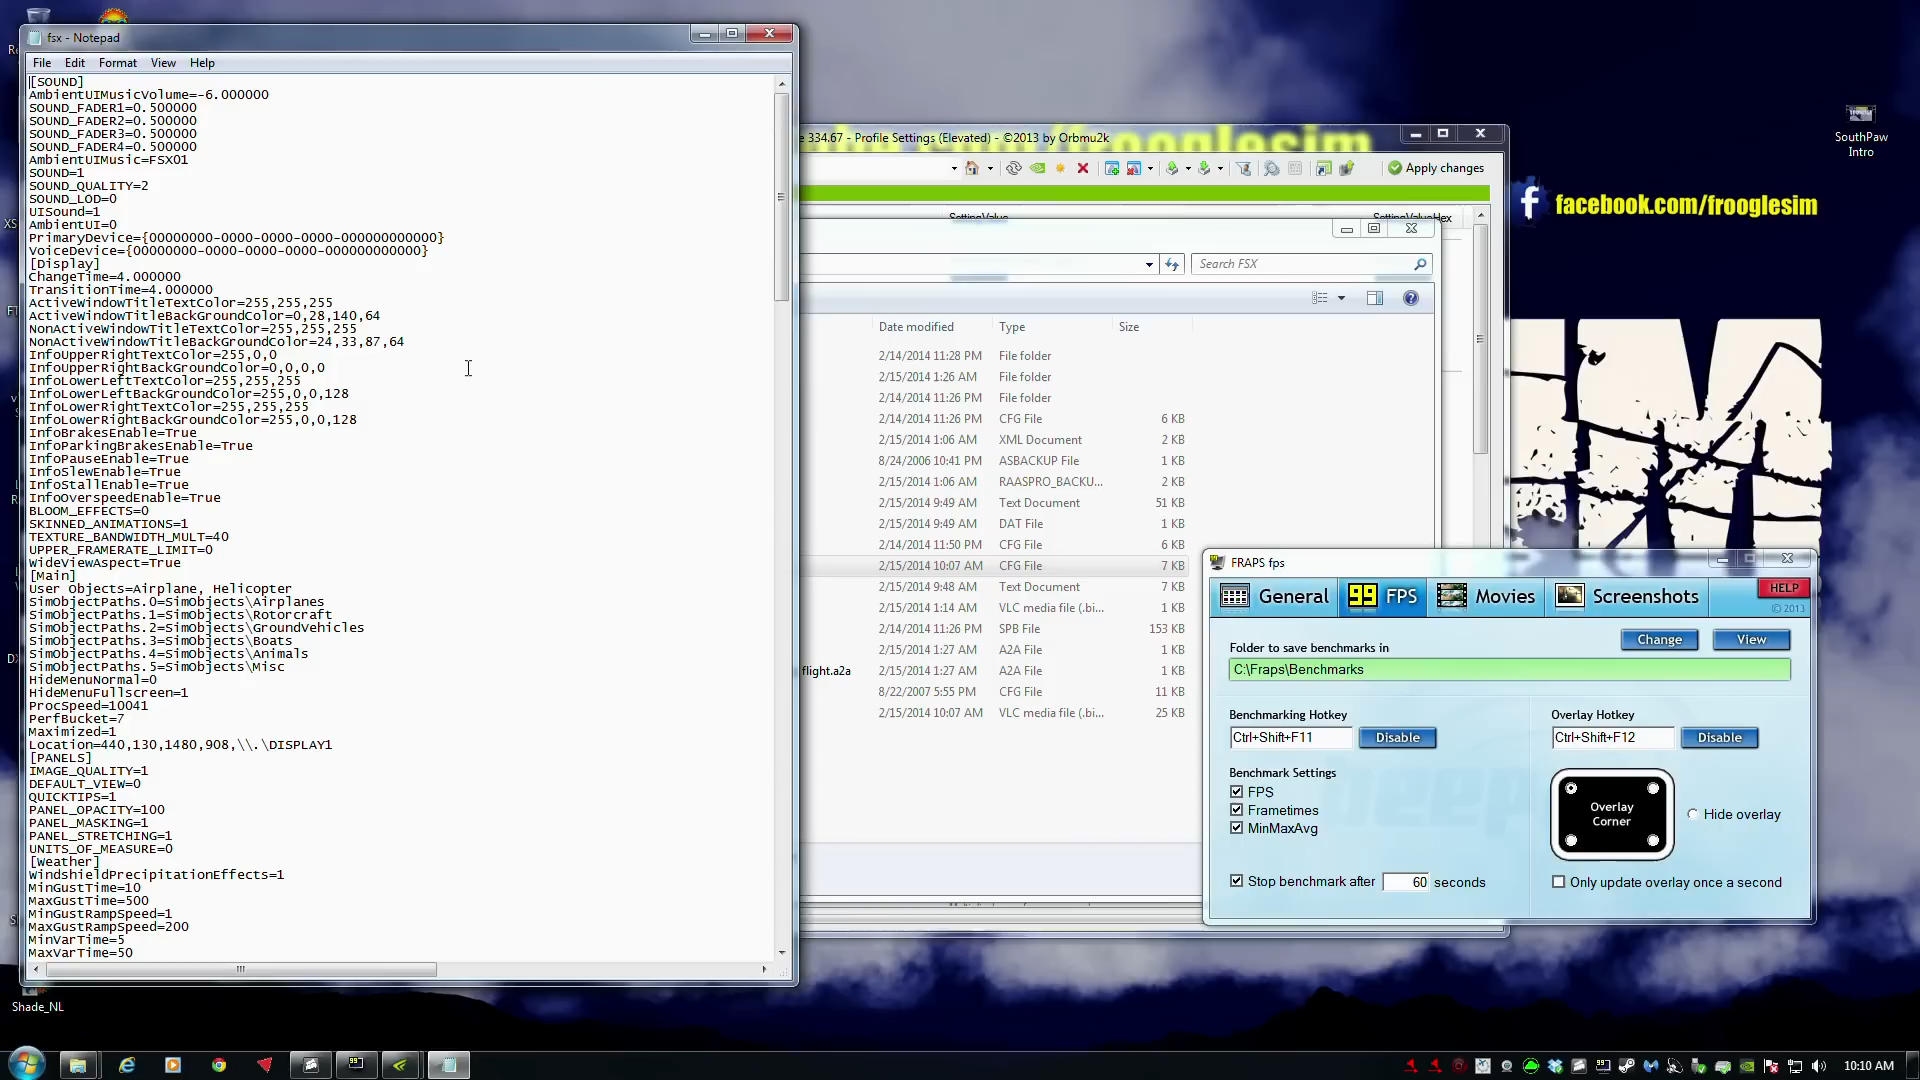 fsx - Notepad
File Edit Format View Help
[SOUND]
AmbientUIMusicVolume=-6.000000
SOUND_FADER1=0.500000
SOUND_FADER2=0.500000
SOUND_FADER3=0.500000
SOUND_FADER4=0.500000
AmbientUIMusic=FSX01
SOUND=1
SOUND_QUALITY=2
SOUND_LOD=0
UISound=1
AmbientUI=0
PrimaryDevice={00000000-0000-0000-0000-000000000000}
VoiceDevice={00000000-0000-0000-0000-000000000000}
[Display]
ChangeTime=4.000000
TransitionTime=4.000000
ActiveWindowTitleTextColor=255,255,255
ActiveWindowTitleBackGroundColor=0,28,140,64
NonActiveWindowTitleTextColor=255,255,255
NonActiveWindowTitleBackGroundColor=24,33,87,64
InfoUpperRightTextColor=255,0,0
InfoUpperRightBackGroundColor=0,0,0,0
InfoLowerLeftTextColor=255,255,255
InfoLowerLeftBackGroundColor=255,0,0,128
InfoLowerRightTextColor=255,255,255
InfoLowerRightBackGroundColor=255,0,0,128
InfoBrakesEnable=True
InfoParkingBrakesEnable=True
InfoPauseEnable=True
InfoSlewEnable=True
InfoStallEnable=True
InfoOverspeedEnable=True
BLOOM_EFFECTS=0
SKINNED_ANIMATIONS=1
TEXTURE_BANDWIDTH_MULT=40
UPPER_FRAMERATE_LIMIT=0
WideViewAspect=True
[Main]
User Objects=Airplane, Helicopter
SimObjectPaths.0=SimObjects\Airplanes
SimObjectPaths.1=SimObjects\Rotorcraft
SimObjectPaths.2=SimObjects\GroundVehicles
SimObjectPaths.3=SimObjects\Boats
SimObjectPaths.4=SimObjects\Animals
SimObjectPaths.5=SimObjects\Misc
HideMenuNormal=0
HideMenuFullscreen=1
ProcSpeed=10041
PerfBucket=7
Maximized=1
Location=440,130,1480,908,\\.\DISPLAY1
[PANELS]
IMAGE_QUALITY=1
DEFAULT_VIEW=0
QUICKTIPS=1
PANEL_OPACITY=100
PANEL_MASKING=1
PANEL_STRETCHING=1
UNITS_OF_MEASURE=0
[Weather]
WindshieldPrecipitationEffects=1
MinGustTime=10
MaxGustTime=500
MinGustRampSpeed=1
MaxGustRampSpeed=200
MinVarTime=5
MaxVarTime=50
Shade_NL
334.67 - Profile Settings (Elevated) - ©2013 by Orbmu2k
Apply changes
SettingValue SettingValueHex
Search FSX
Date modified Type Size
2/14/2014 11:28 PM File folder
2/15/2014 1:26 AM File folder
2/14/2014 11:26 PM File folder
2/14/2014 11:26 PM CFG File 6 KB
2/15/2014 1:06 AM XML Document 2 KB
8/24/2006 10:41 PM ASBACKUP File 1 KB
2/15/2014 1:06 AM RAASPRO_BACKU... 2 KB
2/15/2014 9:49 AM Text Document 51 KB
2/15/2014 9:49 AM DAT File 1 KB
2/14/2014 11:50 PM CFG File 6 KB
2/15/2014 10:07 AM CFG File 7 KB
2/15/2014 9:48 AM Text Document 7 KB
2/15/2014 1:14 AM VLC media file (.bi... 1 KB
2/14/2014 11:26 PM SPB File 153 KB
2/15/2014 1:27 AM A2A File 1 KB
flight.a2a 2/15/2014 1:27 AM A2A File 1 KB
8/22/2007 5:55 PM CFG File 11 KB
2/15/2014 10:07 AM VLC media file (.bi... 25 KB
SouthPaw
Intro
f facebook.com/frooglesim
FRAPS fps
General 99 FPS Movies Screenshots HELP
© 2013
Folder to save benchmarks in Change View
C:\Fraps\Benchmarks
Benchmarking Hotkey
Ctrl+Shift+F11 Disable
Overlay Hotkey
Ctrl+Shift+F12 Disable
Benchmark Settings
FPS
Frametimes
MinMaxAvg
Stop benchmark after 60 seconds
Overlay
Corner
Hide overlay
Only update overlay once a second
10:10 AM